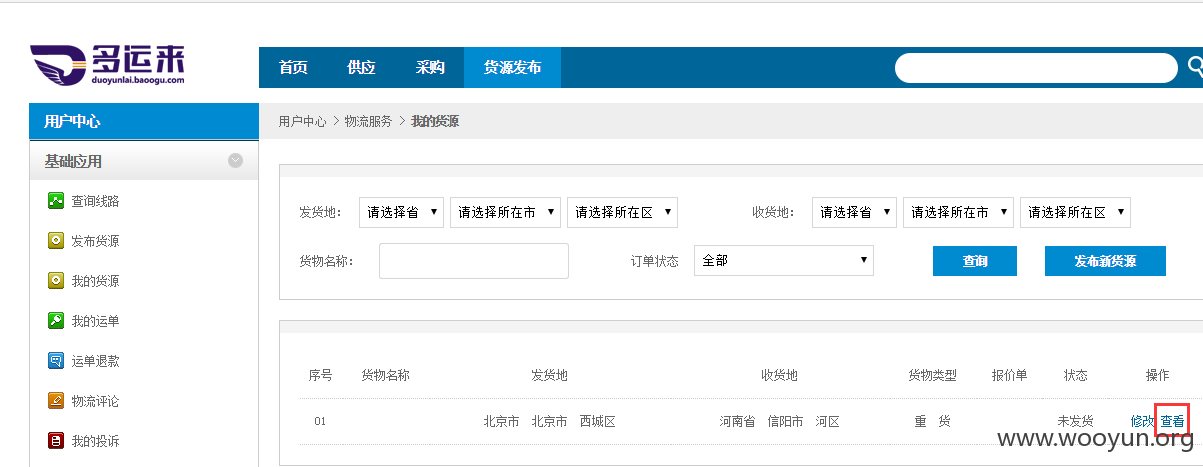 多运来
duoyunlai.baoogu.com
首页 供应 采购 货源发布
用户中心
用户中心 > 物流服务 > 我的货源
基础应用
查询线路
发布货源
我的货源
我的运单
运单退款
物流评论
我的投诉
发货地： 请选择省 请选择所在市 请选择所在区 收货地： 请选择省 请选择所在市 请选择所在区
货物名称： 订单状态 全部 查询 发布新货源
序号 货物名称 发货地 收货地 货物类型 报价单 状态 操作
01 北京市 北京市 西城区 河南省 信阳市 河区 重 货 未发货 修改 查看
www.wooyun.org